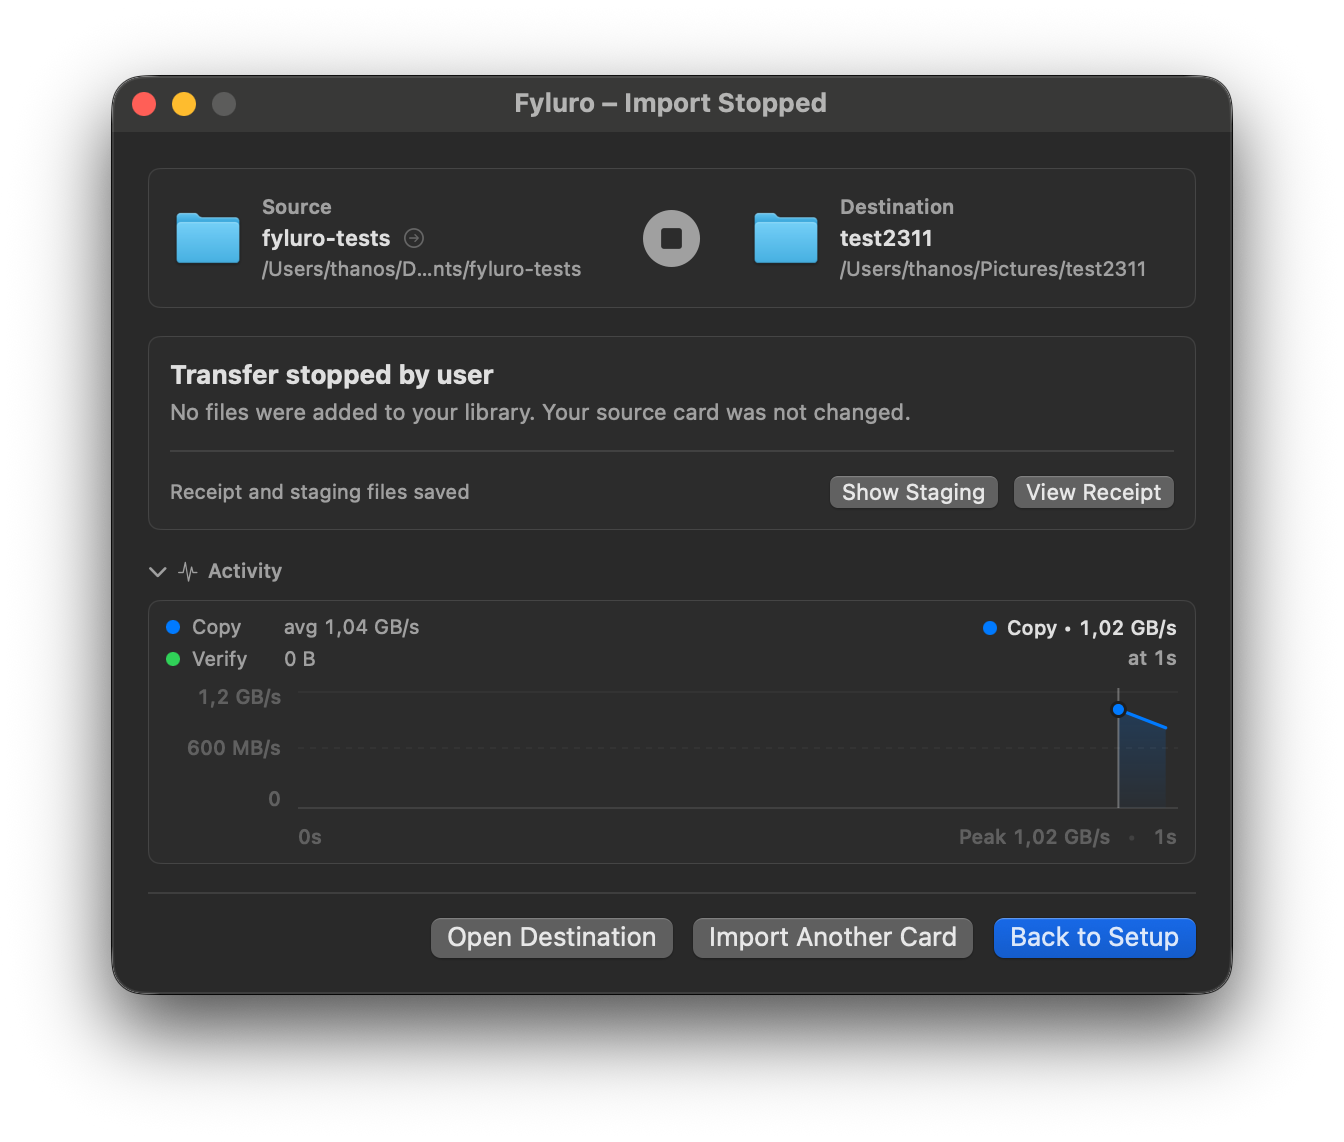 Fyluro – Import Stopped
Source
fyluro-tests
/Users/thanos/D...nts/fyluro-tests
Destination
test2311
/Users/thanos/Pictures/test2311
Transfer stopped by user
No files were added to your library. Your source card was not changed.
Receipt and staging files saved
Show Staging
View Receipt
Activity
Copy avg 1,04 GB/s
Verify 0 B
Copy • 1,02 GB/s
at 1s
1,2 GB/s
600 MB/s
0
0s
Peak 1,02 GB/s • 1s
Open Destination
Import Another Card
Back to Setup